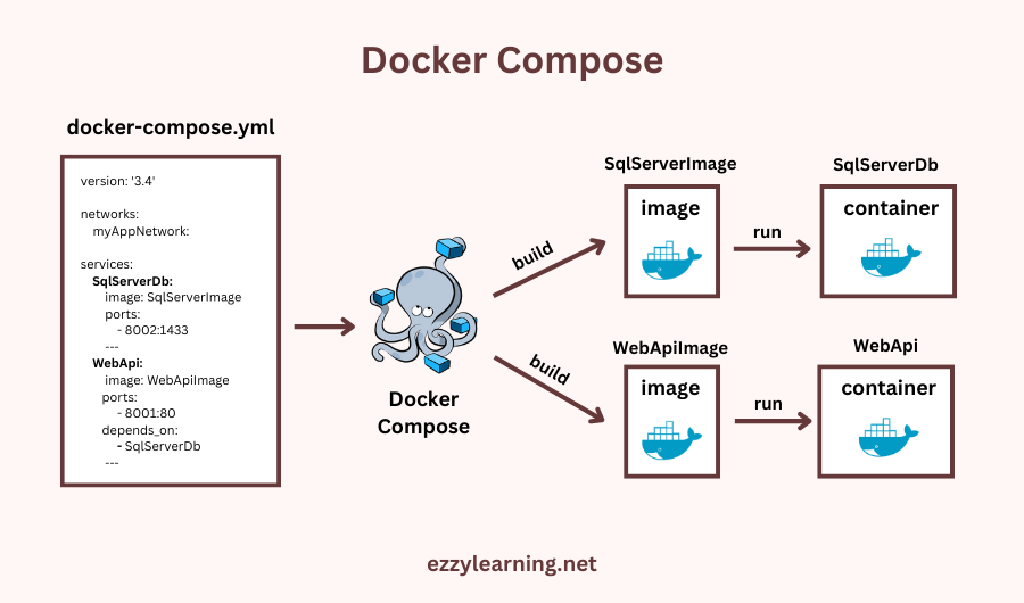 Docker Compose
docker-compose.yml
version: '3.4'
networks:
myAppNetwork:
services:
SqlServerDb:
image: SqlServerImage
ports:
- 8002:1433
---
WebApi:
image: WebApiImage
ports:
- 8001:80
depends_on:
- SqlServerDb
---
Docker
Compose
build
build
SqlServerImage
image
run
SqlServerDb
container
WebApiImage
image
run
WebApi
container
ezzylearning.net